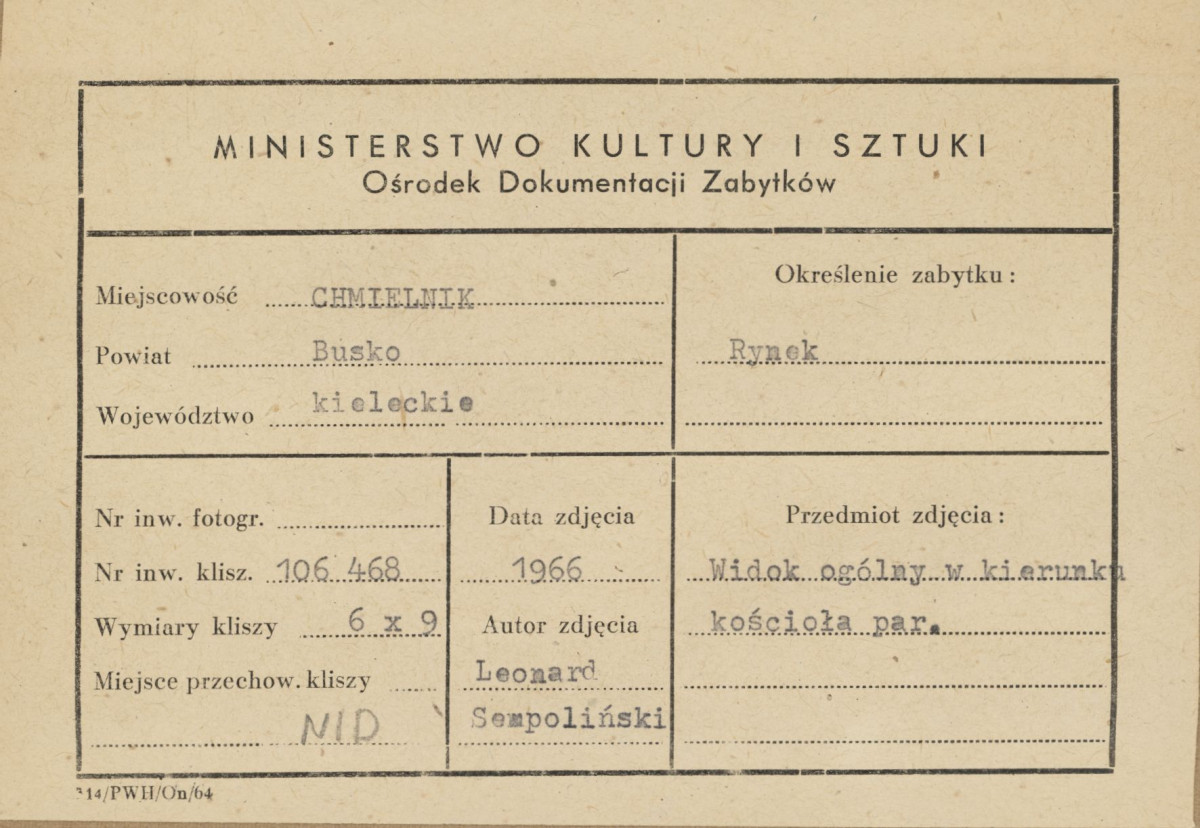 MINISTERSTWO KULTURY I SZTUKI
Ośrodek Dokumentacji Zabytków
Miejscowość CHMIELNIK
Powiat Busko
Województwo kieleckie
Określenie zabytku:
Rynek
Nr inw. fotogr.
Nr inw. klisz. 106 468
Wymiary kliszy 6 x 9
Miejsce przechow. kliszy
NID
Data zdjęcia
1966
Autor zdjęcia
Leonard
Sempoliński
Przedmiot zdjęcia:
Widok ogólny w kierunku
kościoła par.
314/PWH/On/64